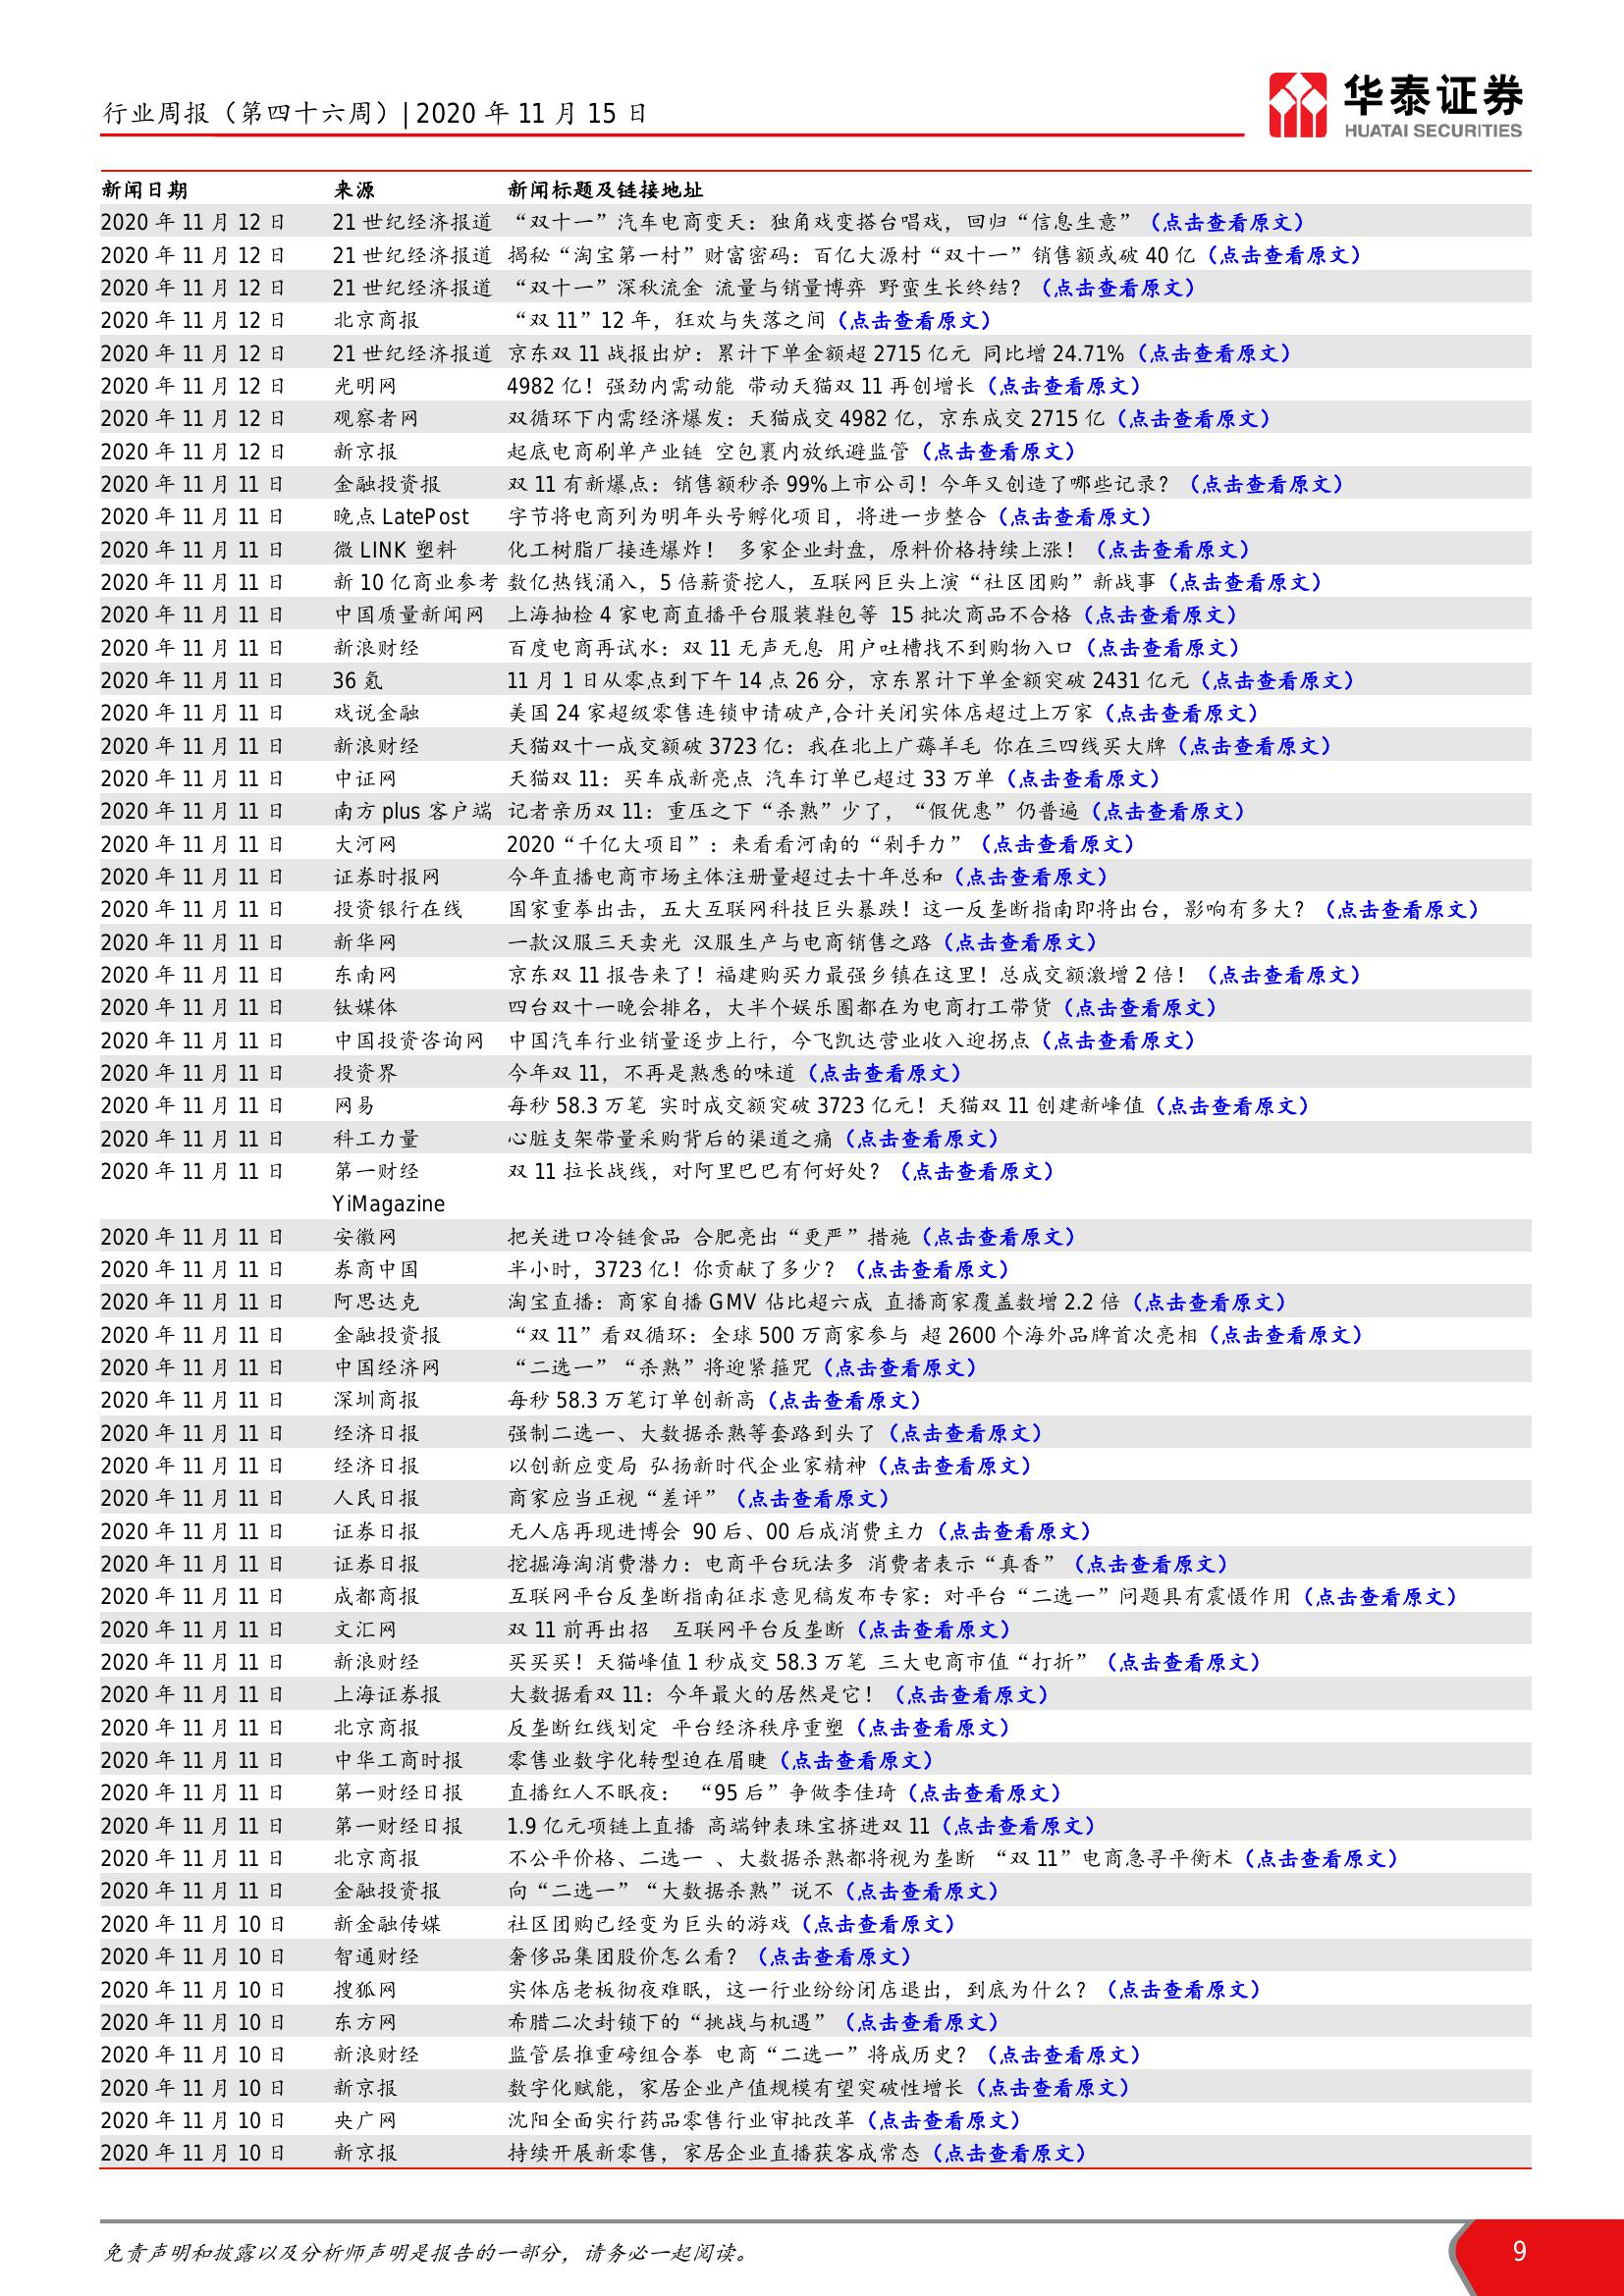 行业周报（第四十六周）| 2020 年 11 月 15 日
华泰证券
HUATAI SECURITIES
新闻日期 来源 新闻标题及链接地址
2020 年 11 月 12 日 21 世纪经济报道 “双十一”汽车电商变天：独角戏变搭台唱戏，回归“信息生意”（点击查看原文）
2020 年 11 月 12 日 21 世纪经济报道 揭秘“淘宝第一村”财富密码：百亿大源村“双十一”销售额或破 40 亿（点击查看原文）
2020 年 11 月 12 日 21 世纪经济报道 “双十一”深秋流金 流量与销量博弈 野蛮生长终结？（点击查看原文）
2020 年 11 月 12 日 北京商报 “双 11”12 年，狂欢与失落之间（点击查看原文）
2020 年 11 月 12 日 21 世纪经济报道 京东双 11 战报出炉：累计下单金额超 2715 亿元 同比增 24.71%（点击查看原文）
2020 年 11 月 12 日 光明网 4982 亿！强劲内需动能 带动天猫双 11 再创增长（点击查看原文）
2020 年 11 月 12 日 观察者网 双循环下内需经济爆发：天猫成交 4982 亿，京东成交 2715 亿（点击查看原文）
2020 年 11 月 12 日 新京报 起底电商刷单产业链 空包裹内放纸避监管（点击查看原文）
2020 年 11 月 11 日 金融投资报 双 11 有新爆点：销售额秒杀 99%上市公司！今年又创造了哪些记录？（点击查看原文）
2020 年 11 月 11 日 晚点 LatePost 字节将电商列为明年头号孵化项目，将进一步整合（点击查看原文）
2020 年 11 月 11 日 微 LINK 塑料 化工树脂厂接连爆炸！ 多家企业封盘，原料价格持续上涨！（点击查看原文）
2020 年 11 月 11 日 新 10 亿商业参考 数亿热钱涌入，5 倍薪资挖人，互联网巨头上演“社区团购”新战事（点击查看原文）
2020 年 11 月 11 日 中国质量新闻网 上海抽检 4 家电商直播平台服装鞋包等 15 批次商品不合格（点击查看原文）
2020 年 11 月 11 日 新浪财经 百度电商再试水：双 11 无声无息 用户吐槽找不到购物入口（点击查看原文）
2020 年 11 月 11 日 36 氪 11 月 1 日从零点到下午 14 点 26 分，京东累计下单金额突破 2431 亿元（点击查看原文）
2020 年 11 月 11 日 戏说金融 美国 24 家超级零售连锁申请破产,合计关闭实体店超过上万家（点击查看原文）
2020 年 11 月 11 日 新浪财经 天猫双十一成交额破 3723 亿：我在北上广薅羊毛 你在三四线买大牌（点击查看原文）
2020 年 11 月 11 日 中证网 天猫双 11：买车成新亮点 汽车订单已超过 33 万单（点击查看原文）
2020 年 11 月 11 日 南方 plus 客户端 记者亲历双 11：重压之下“杀熟”少了，“假优惠”仍普遍（点击查看原文）
2020 年 11 月 11 日 大河网 2020“千亿大项目”：来看看河南的“剁手力”（点击查看原文）
2020 年 11 月 11 日 证券时报网 今年直播电商市场主体注册量超过去十年总和（点击查看原文）
2020 年 11 月 11 日 投资银行在线 国家重拳出击，五大互联网科技巨头暴跌！这一反垄断指南即将出台，影响有多大？（点击查看原文）
2020 年 11 月 11 日 新华网 一款汉服三天卖光 汉服生产与电商销售之路（点击查看原文）
2020 年 11 月 11 日 东南网 京东双 11 报告来了！福建购买力最强乡镇在这里！总成交额激增 2 倍！（点击查看原文）
2020 年 11 月 11 日 钛媒体 四台双十一晚会排名，大半个娱乐圈都在为电商打工带货（点击查看原文）
2020 年 11 月 11 日 中国投资咨询网 中国汽车行业销量逐步上行，今飞凯达营业收入迎拐点（点击查看原文）
2020 年 11 月 11 日 投资界 今年双 11，不再是熟悉的味道（点击查看原文）
2020 年 11 月 11 日 网易 每秒 58.3 万笔 实时成交额突破 3723 亿元！天猫双 11 创建新峰值（点击查看原文）
2020 年 11 月 11 日 科工力量 心脏支架带量采购背后的渠道之痛（点击查看原文）
2020 年 11 月 11 日 第一财经 双 11 拉长战线，对阿里巴巴有何好处？（点击查看原文）
YiMagazine
2020 年 11 月 11 日 安徽网 把关进口冷链食品 合肥亮出“更严”措施（点击查看原文）
2020 年 11 月 11 日 券商中国 半小时，3723 亿！你贡献了多少？（点击查看原文）
2020 年 11 月 11 日 阿思达克 淘宝直播：商家自播 GMV 占比超六成 直播商家覆盖数增 2.2 倍（点击查看原文）
2020 年 11 月 11 日 金融投资报 “双 11”看双循环：全球 500 万商家参与 超 2600 个海外品牌首次亮相（点击查看原文）
2020 年 11 月 11 日 中国经济网 “二选一”“杀熟”将迎紧箍咒（点击查看原文）
2020 年 11 月 11 日 深圳商报 每秒 58.3 万笔订单创新高（点击查看原文）
2020 年 11 月 11 日 经济日报 强制二选一、大数据杀熟等套路到头了（点击查看原文）
2020 年 11 月 11 日 经济日报 以创新应变局 弘扬新时代企业家精神（点击查看原文）
2020 年 11 月 11 日 人民日报 商家应当正视“差评”（点击查看原文）
2020 年 11 月 11 日 证券日报 无人店再现进博会 90 后、00 后成消费主力（点击查看原文）
2020 年 11 月 11 日 证券日报 挖掘海淘消费潜力：电商平台玩法多 消费者表示“真香”（点击查看原文）
2020 年 11 月 11 日 成都商报 互联网平台反垄断指南征求意见稿发布专家：对平台“二选一”问题具有震慑作用（点击查看原文）
2020 年 11 月 11 日 文汇网 双 11 前再出招 互联网平台反垄断（点击查看原文）
2020 年 11 月 11 日 新浪财经 买买买！天猫峰值 1 秒成交 58.3 万笔 三大电商市值“打折”（点击查看原文）
2020 年 11 月 11 日 上海证券报 大数据看双 11：今年最火的居然是它！（点击查看原文）
2020 年 11 月 11 日 北京商报 反垄断红线划定 平台经济秩序重塑（点击查看原文）
2020 年 11 月 11 日 中华工商时报 零售业数字化转型迫在眉睫（点击查看原文）
2020 年 11 月 11 日 第一财经日报 直播红人不眠夜： “95 后”争做李佳琦（点击查看原文）
2020 年 11 月 11 日 第一财经日报 1.9 亿元项链上直播 高端钟表珠宝挤进双 11（点击查看原文）
2020 年 11 月 11 日 北京商报 不公平价格、二选一 、大数据杀熟都将视为垄断 “双 11”电商急寻平衡术（点击查看原文）
2020 年 11 月 11 日 金融投资报 向“二选一”“大数据杀熟”说不（点击查看原文）
2020 年 11 月 10 日 新金融传媒 社区团购已经变为巨头的游戏（点击查看原文）
2020 年 11 月 10 日 智通财经 奢侈品集团股价怎么看？（点击查看原文）
2020 年 11 月 10 日 搜狐网 实体店老板彻夜难眠，这一行业纷纷闭店退出，到底为什么？（点击查看原文）
2020 年 11 月 10 日 东方网 希腊二次封锁下的“挑战与机遇”（点击查看原文）
2020 年 11 月 10 日 新浪财经 监管层推重磅组合拳 电商“二选一”将成历史？（点击查看原文）
2020 年 11 月 10 日 新京报 数字化赋能，家居企业产值规模有望突破性增长（点击查看原文）
2020 年 11 月 10 日 央广网 沈阳全面实行药品零售行业审批改革（点击查看原文）
2020 年 11 月 10 日 新京报 持续开展新零售，家居企业直播获客成常态（点击查看原文）
免责声明和披露以及分析师声明是报告的一部分，请务必一起阅读。 9